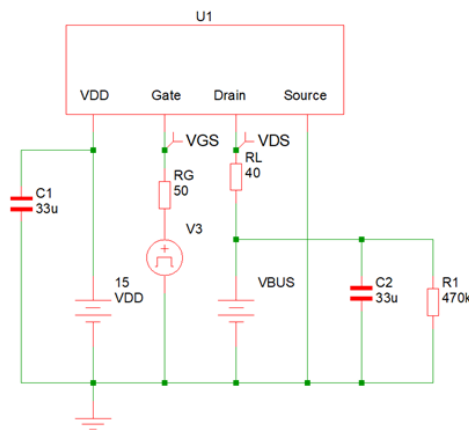 U1
VDD Gate Drain Source
VGS VDS
RL
40
RG
50
C1
33u
V3
15
VDD
VBUS
C2
33u
R1
470k